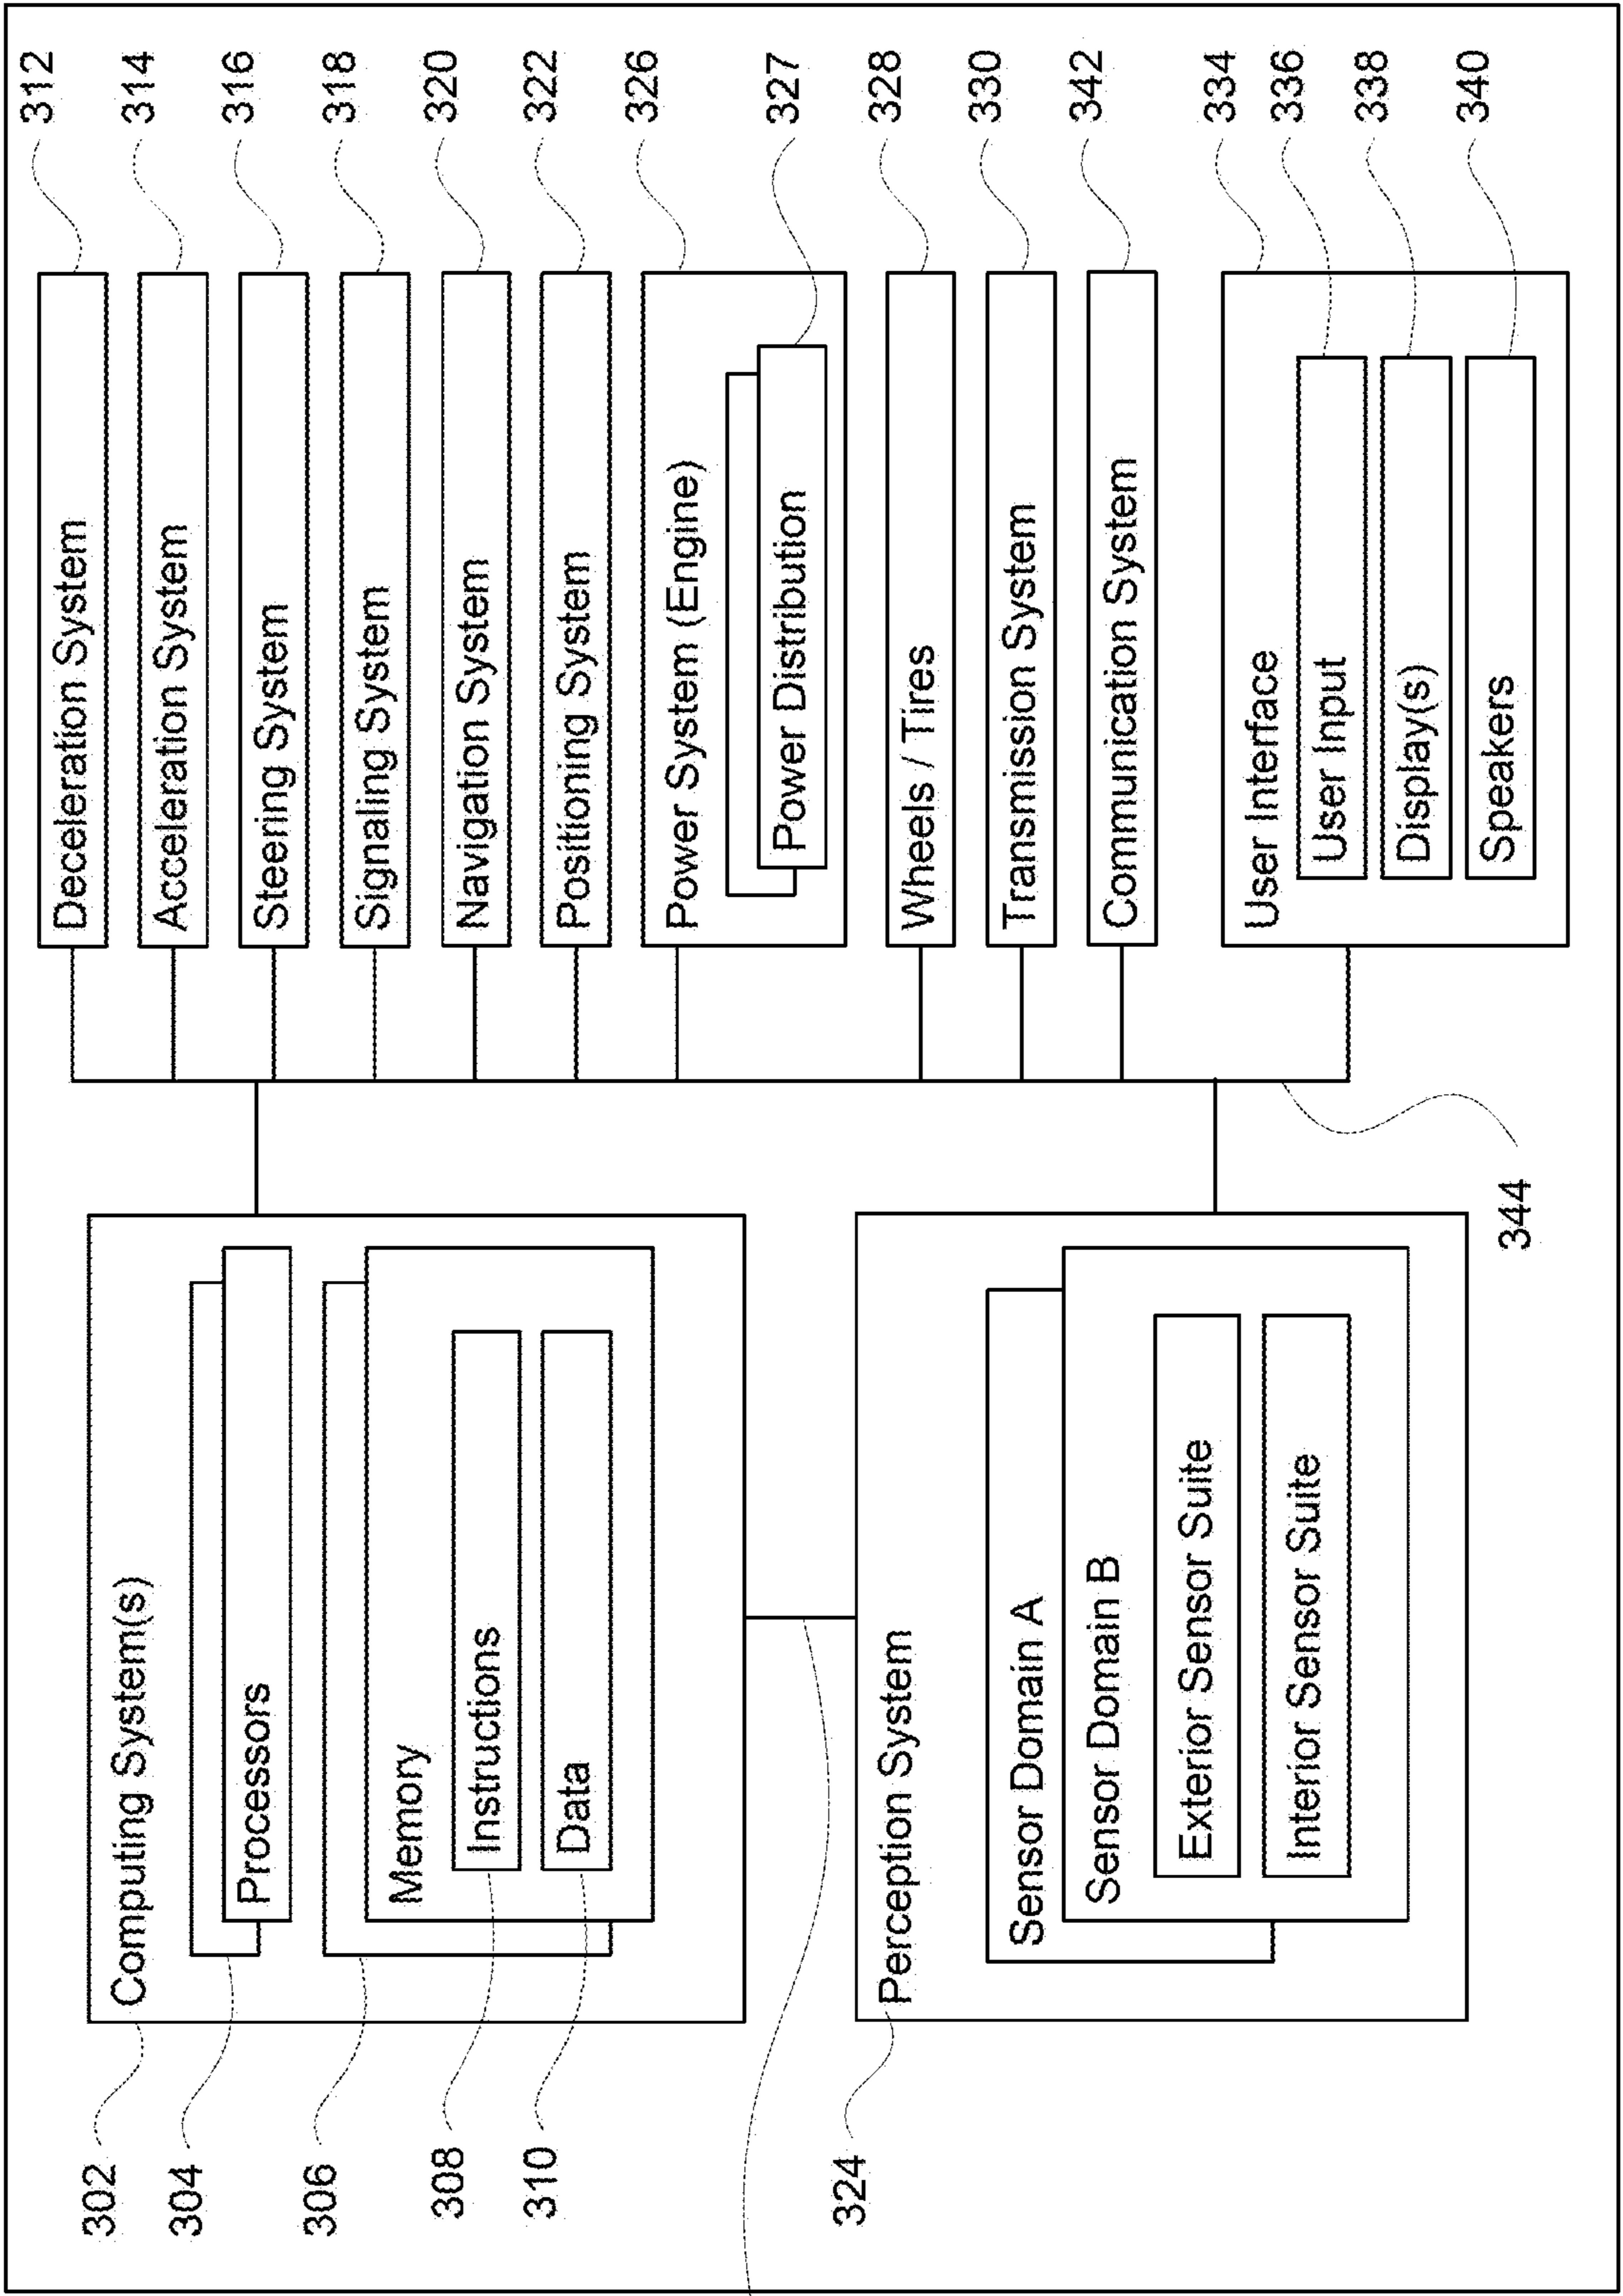 302
Computing System(s)
304
Processors
306
Memory
308
Instructions
310
Data
324
Perception System
Sensor Domain A
Sensor Domain B
Exterior Sensor Suite
Interior Sensor Suite
344
Deceleration System
312
Acceleration System
314
Steering System
316
Signaling System
318
Navigation System
320
Positioning System
322
Power System (Engine)
326
Power Distribution
327
Wheels / Tires
328
Transmission System
330
Communication System
342
User Interface
334
User Input
336
Display(s)
338
Speakers
340